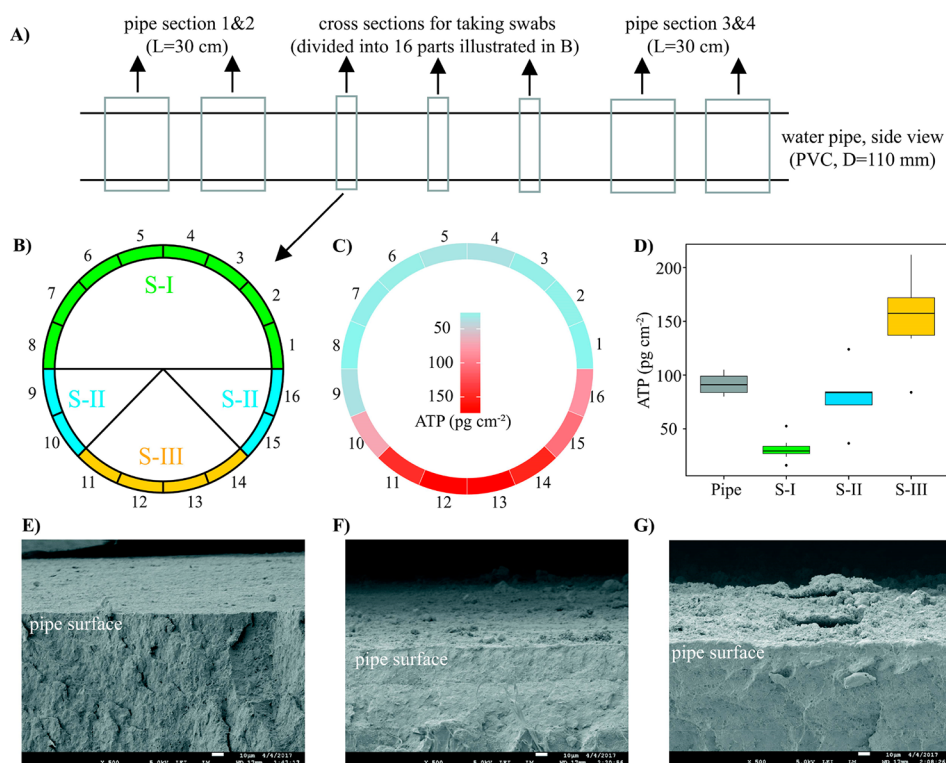 A)
pipe section 1&2
(L=30 cm)
cross sections for taking swabs
(divided into 16 parts illustrated in B)
pipe section 3&4
(L=30 cm)
water pipe, side view
(PVC, D=110 mm)
B)
1
2
3
4
5
6
7
8
9
10
11
12
13
14
15
16
S-I
S-II
S-II
S-III
C)
1
2
3
4
5
6
7
8
9
10
11
12
13
14
15
16
50
100
150
ATP (pg cm-2)
D)
ATP (pg cm-2)
200
150
100
50
Pipe
S-I
S-II
S-III
E)
pipe surface
10μm 4/4/2017
F)
pipe surface
10μm 4/4/2017
G)
pipe surface
10μm 4/4/2017